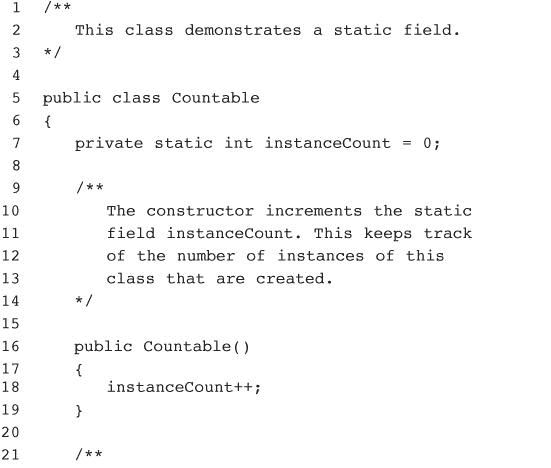 1 /**
2 This class demonstrates a static field.
3 */
4
5 public class Countable
6 {
7 private static int instanceCount = 0;
8
9 /**
10 The constructor increments the static
11 field instanceCount. This keeps track
12 of the number of instances of this
13 class that are created.
14 */
15
16 public Countable()
17 {
18 instanceCount++;
19 }
20
21 /**